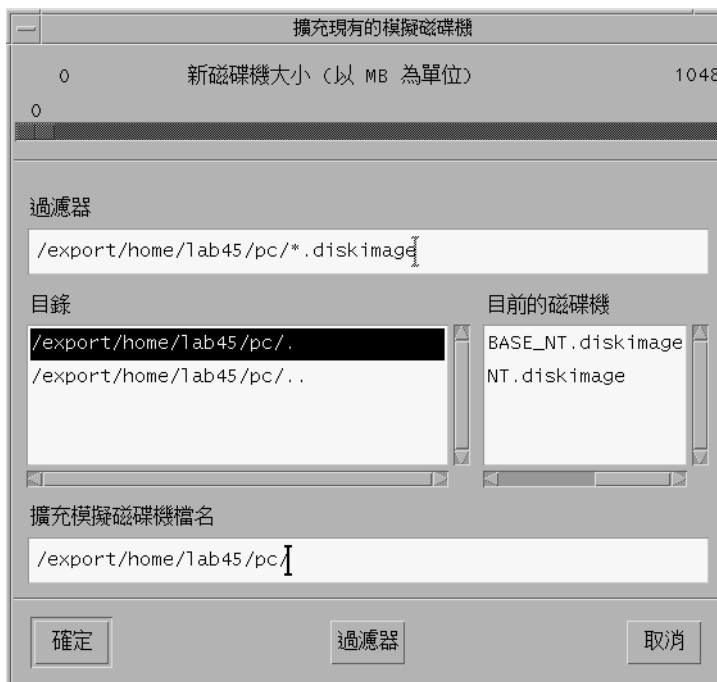 擴充現有的模擬磁碟機
0 新磁碟機大小 (以 MB 為單位) 1048
0
過濾器
/export/home/lab45/pc/*.diskimage
目錄
目前的磁碟機
/export/home/lab45/pc/.
BASE_NT.diskimage
/export/home/lab45/pc/..
NT.diskimage
擴充模擬磁碟機檔名
/export/home/lab45/pc/
確定 過濾器 取消